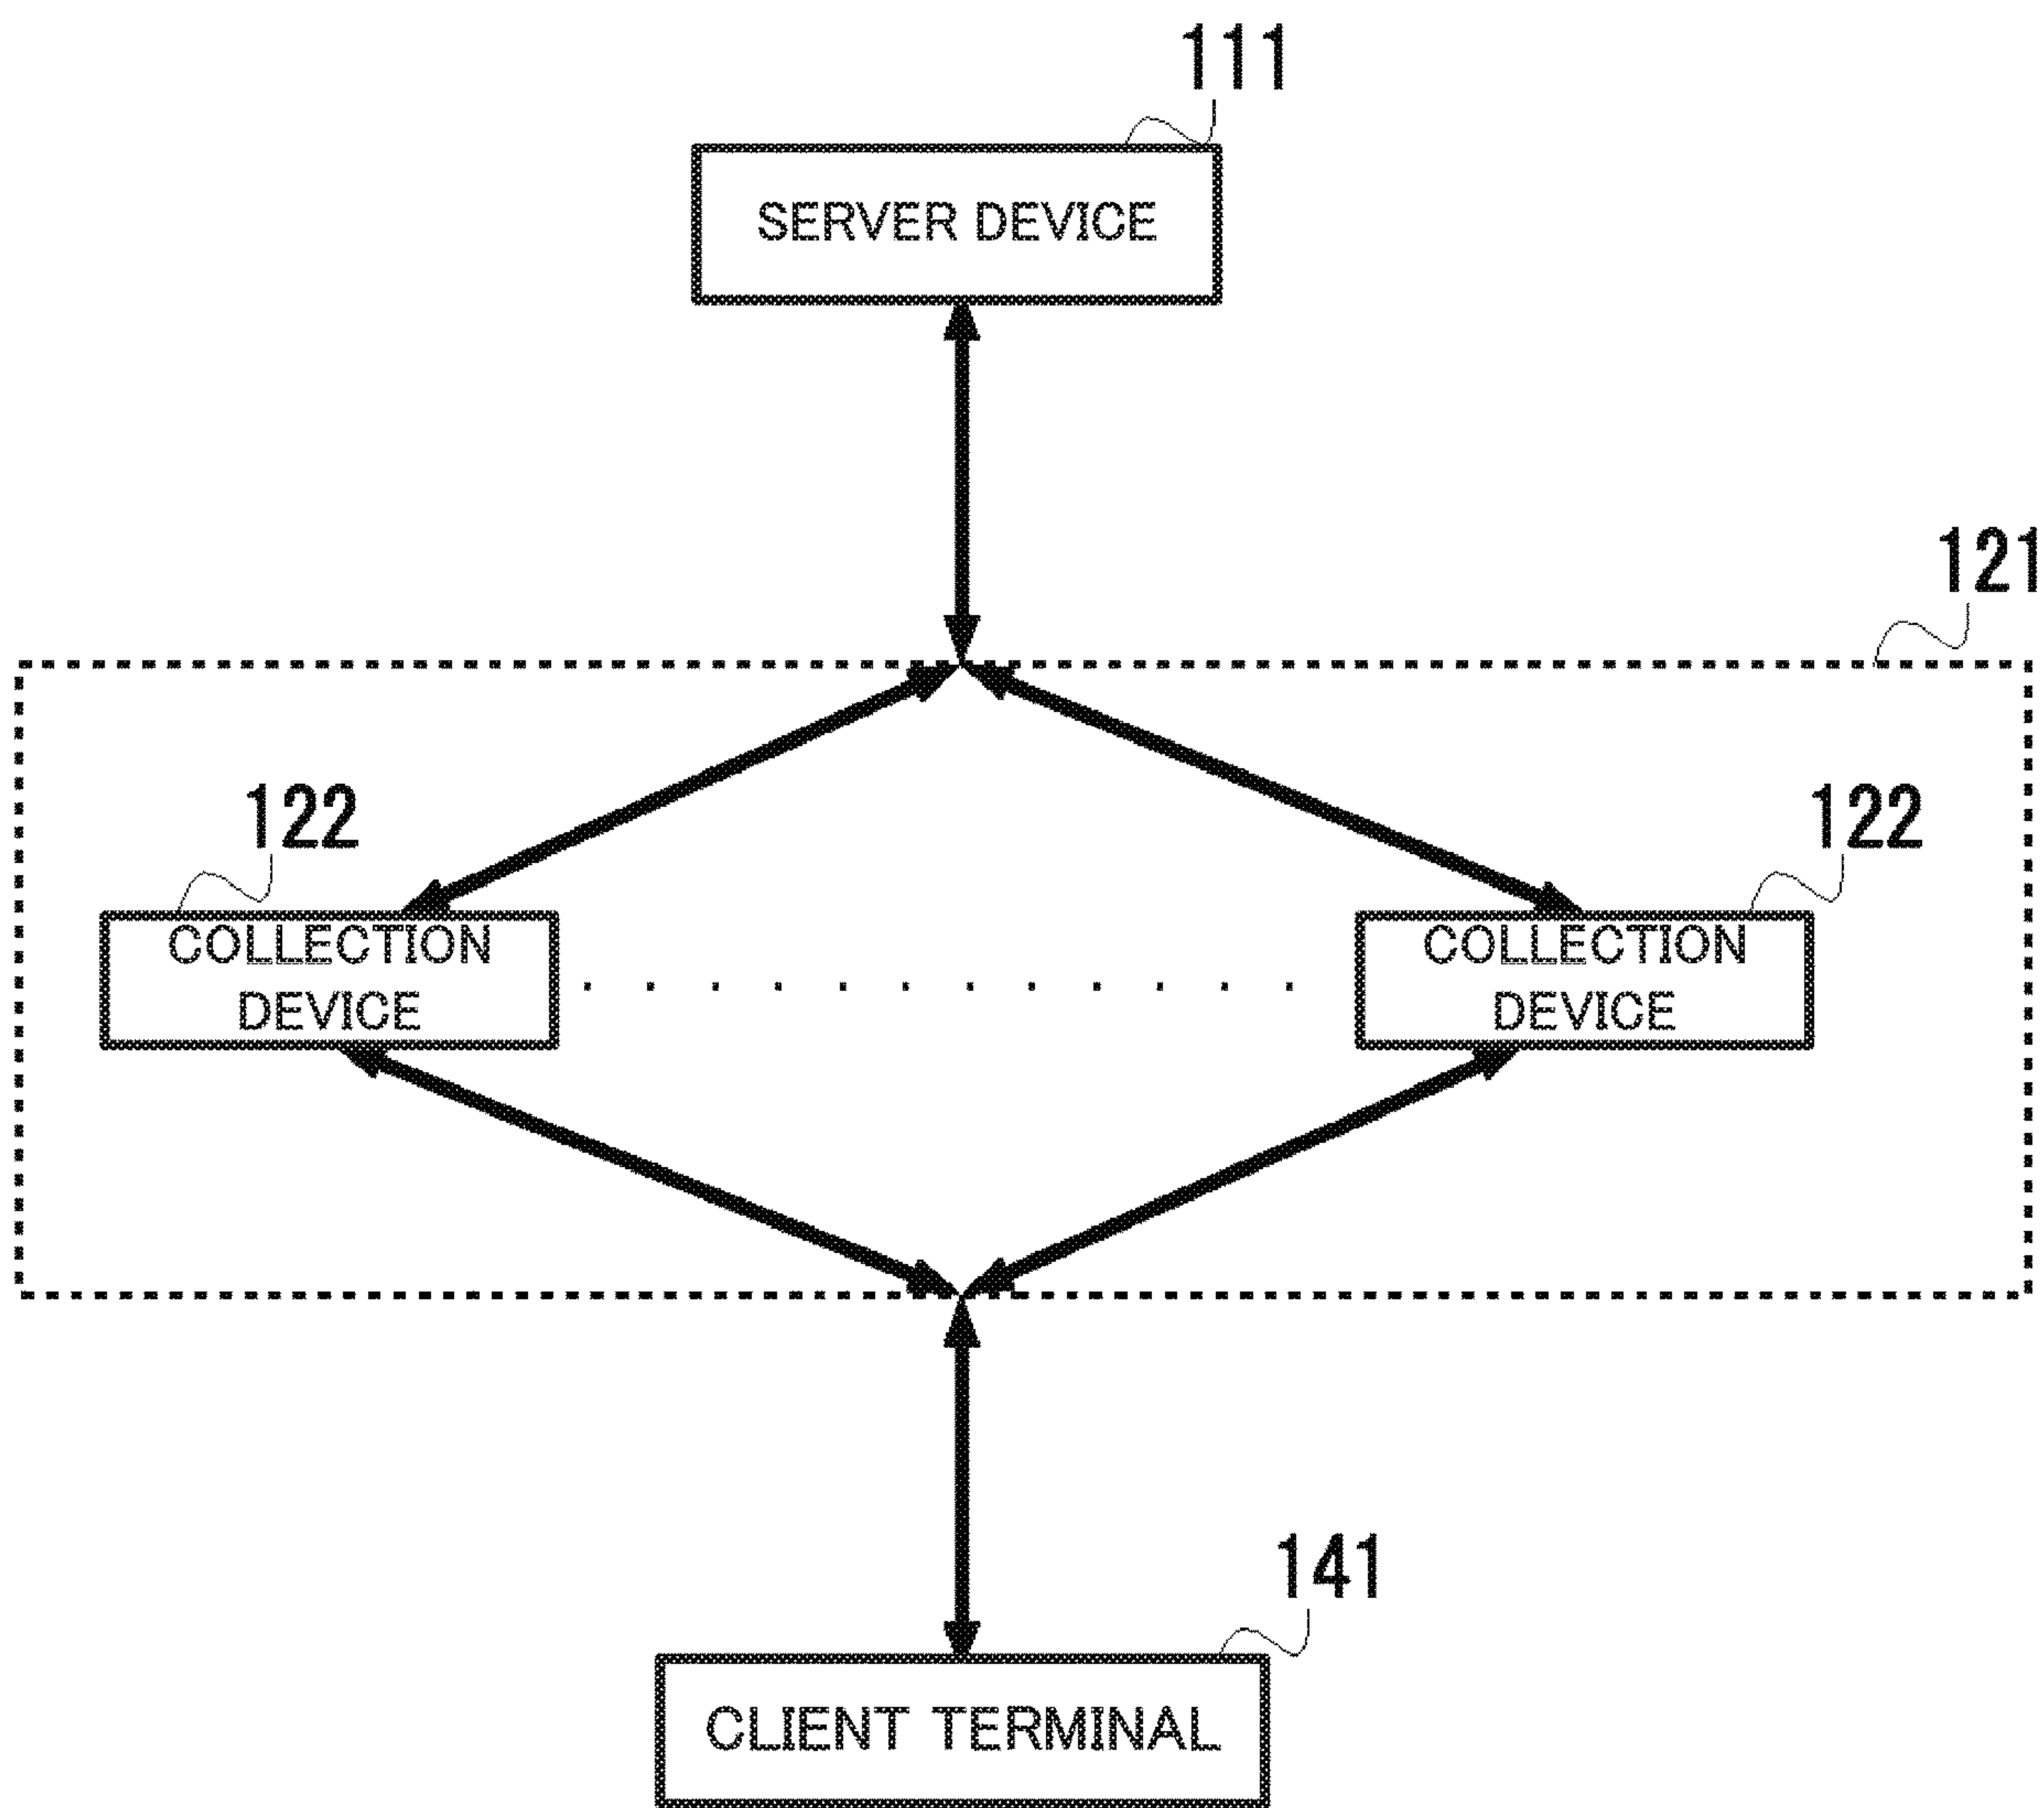 111
SERVER DEVICE
121
122
122
COLLECTION
DEVICE
COLLECTION
DEVICE
141
CLIENT TERMINAL